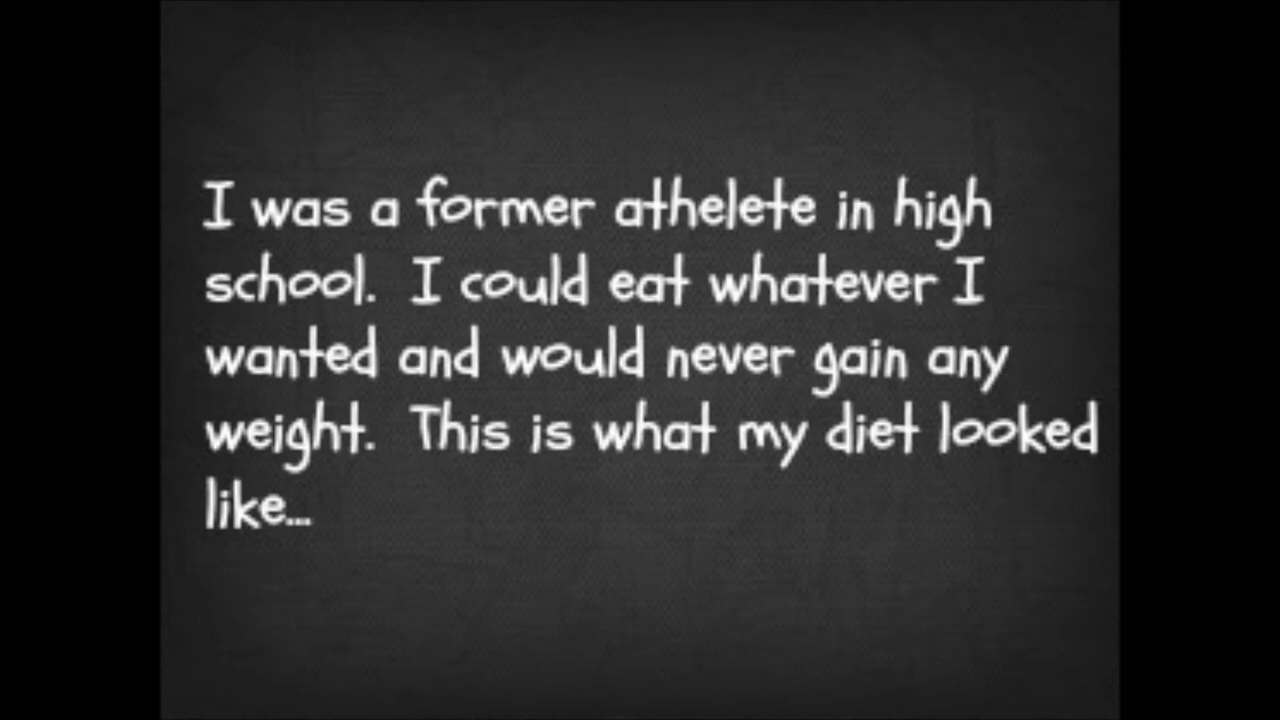 I was a former athelete in high
school.  I could eat whatever I
wanted and would never gain any
weight.  This is what my diet looked
like...